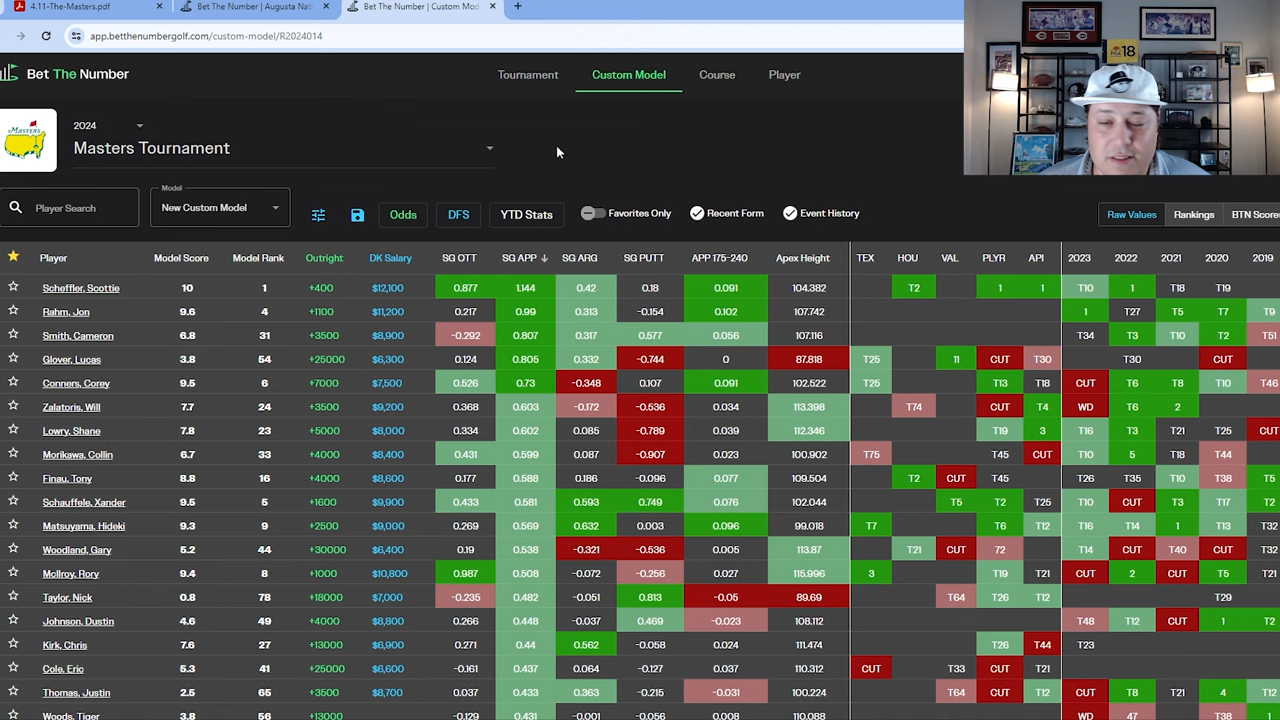 4.11-The-Masters.pdf × Bet The Number | Augusta Nat × Bet The Number | Custom Mod × +
app.betthenumbergolf.com/custom-model/R2024014
Bet The Number Tournament Custom Model Course Player
18
MASTERS
2024
Masters Tournament
Model
Player Search New Custom Model Odds DFS YTD Stats Favorites Only Recent Form Event History Raw Values Rankings BTN Score
Player Model Score Model Rank Outright DK Salary SG OTT SG APP ↓ SG ARG SG PUTT APP 175-240 Apex Height TEX HOU VAL PLYR API 2023 2022 2021 2020 2019
Scheffler, Scottie 10 1 +400 $12,100 0.877 1.144 0.42 0.18 0.091 104.382 T2 1 1 T10 1 T18 T19
Rahm, Jon 9.6 4 +1100 $11,200 0.217 0.99 0.313 -0.154 0.102 107.742 1 T27 T5 T7 T9
Smith, Cameron 6.8 31 +3500 $8,900 -0.292 0.807 0.317 0.577 0.056 107.116 T34 T3 T10 T2 T51
Glover, Lucas 3.8 54 +25000 $6,300 0.124 0.805 0.332 -0.744 0 87.818 T25 11 CUT T30 T30 CUT
Conners, Corey 9.5 6 +7000 $7,500 0.526 0.73 -0.348 0.107 0.091 102.522 T25 T13 T18 CUT T6 T8 T10 T46
Zalatoris, Will 7.7 24 +3500 $9,200 0.368 0.603 -0.172 -0.536 0.034 113.398 T74 CUT T4 WD T6 2
Lowry, Shane 7.8 23 +5000 $8,000 0.334 0.602 0.085 -0.789 0.039 112.346 T19 3 T16 T3 T21 T25 CUT
Morikawa, Collin 6.7 33 +4000 $8,400 0.431 0.599 0.087 -0.907 0.023 100.902 T75 T45 CUT T10 5 T18 T44
Finau, Tony 8.8 16 +4000 $8,600 0.177 0.588 0.186 -0.096 0.077 109.504 T2 CUT T45 T26 T35 T10 T38 T5
Schauffele, Xander 9.5 5 +1600 $9,900 0.433 0.581 0.593 0.749 0.076 102.044 T5 T2 T25 T10 CUT T3 T17 T2
Matsuyama, Hideki 9.3 9 +2500 $9,000 0.269 0.569 0.632 0.003 0.096 99.018 T7 T6 T12 T16 T14 1 T13 T32
Woodland, Gary 5.2 44 +30000 $6,400 0.19 0.538 -0.321 -0.536 0.005 113.87 T21 CUT 72 T14 CUT T40 CUT T32
McIlroy, Rory 9.4 8 +1000 $10,800 0.987 0.508 -0.072 -0.256 0.027 115.996 3 T19 T21 CUT 2 CUT T5 T21
Taylor, Nick 0.8 78 +18000 $7,000 -0.235 0.482 -0.051 0.813 -0.05 89.69 T64 T26 T12 T29
Johnson, Dustin 4.6 49 +4000 $8,800 0.266 0.448 -0.037 0.469 -0.023 108.112 T48 T12 CUT 1 T2
Kirk, Chris 7.6 27 +13000 $6,900 0.271 0.44 0.562 -0.058 0.024 111.474 T26 T44 T23
Cole, Eric 5.3 41 +25000 $6,600 -0.161 0.437 0.064 -0.127 0.037 110.312 CUT T33 CUT T21
Thomas, Justin 2.5 65 +3500 $8,700 0.037 0.433 0.363 -0.215 -0.031 100.224 T64 CUT T12 CUT T8 T21 4 T12
Woods, Tiger 3.8 56 +13000 -0.129 0.431 -0.001 -0.056 0.008 110.088 WD 47 T38 1